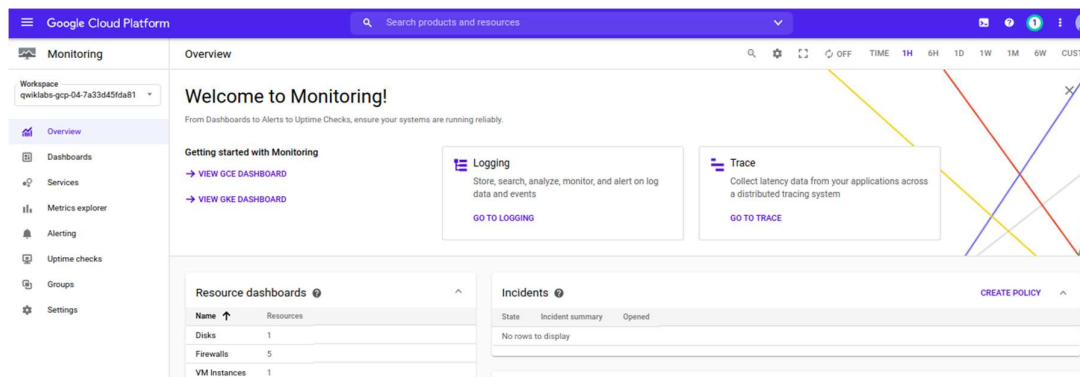 Google Cloud Platform
Search products and resources
1
Monitoring
Overview
OFF TIME 1H 6H 1D 1W 1M 6W
Workspace
qwiklabs-gcp-04-7a33d45fda81
Overview
Dashboards
Services
Metrics explorer
Alerting
Uptime checks
Groups
Settings
Welcome to Monitoring!
From Dashboards to Alerts to Uptime Checks, ensure your systems are running reliably.
Getting started with Monitoring
→ VIEW GCE DASHBOARD
→ VIEW GKE DASHBOARD
Logging
Store, search, analyze, monitor, and alert on log
data and events
GO TO LOGGING
Trace
Collect latency data from your applications across
a distributed tracing system
GO TO TRACE
Resource dashboards
Name ↑ Resources
Disks 1
Firewalls 5
VM Instances 1
Incidents
CREATE POLICY
State Incident summary Opened
No rows to display